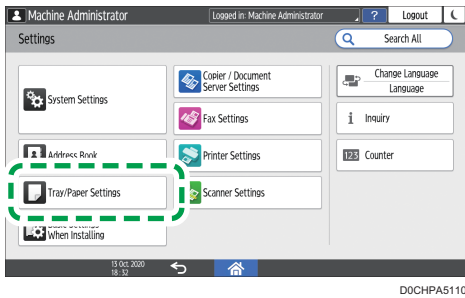 Machine Administrator
Logged in: Machine Administrator
?
Logout
Settings
Search All
System Settings
Copier / Document
Server Settings
Change Language
Language
Fax Settings
i Inquiry
Address Book
Printer Settings
123 Counter
Tray/Paper Settings
Scanner Settings
Basic Settings
When Installing
13 Oct. 2020
18:32
D0CHPA5110